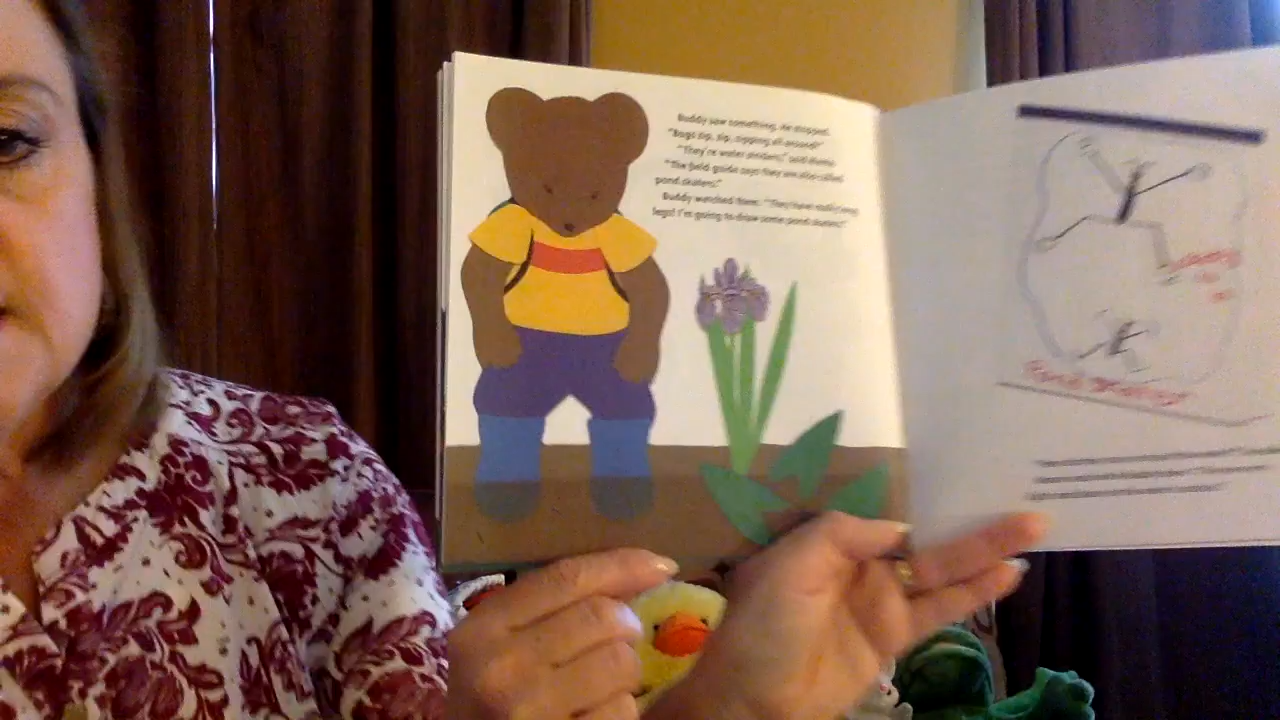 Buddy saw something. He stopped.
"Bugs zip, zip, zipping all around!"
"They're water striders," said
"The field guide says they are also called
pond skaters."
Buddy watched them. "They have really long
legs! I'm going to draw some pond skaters."